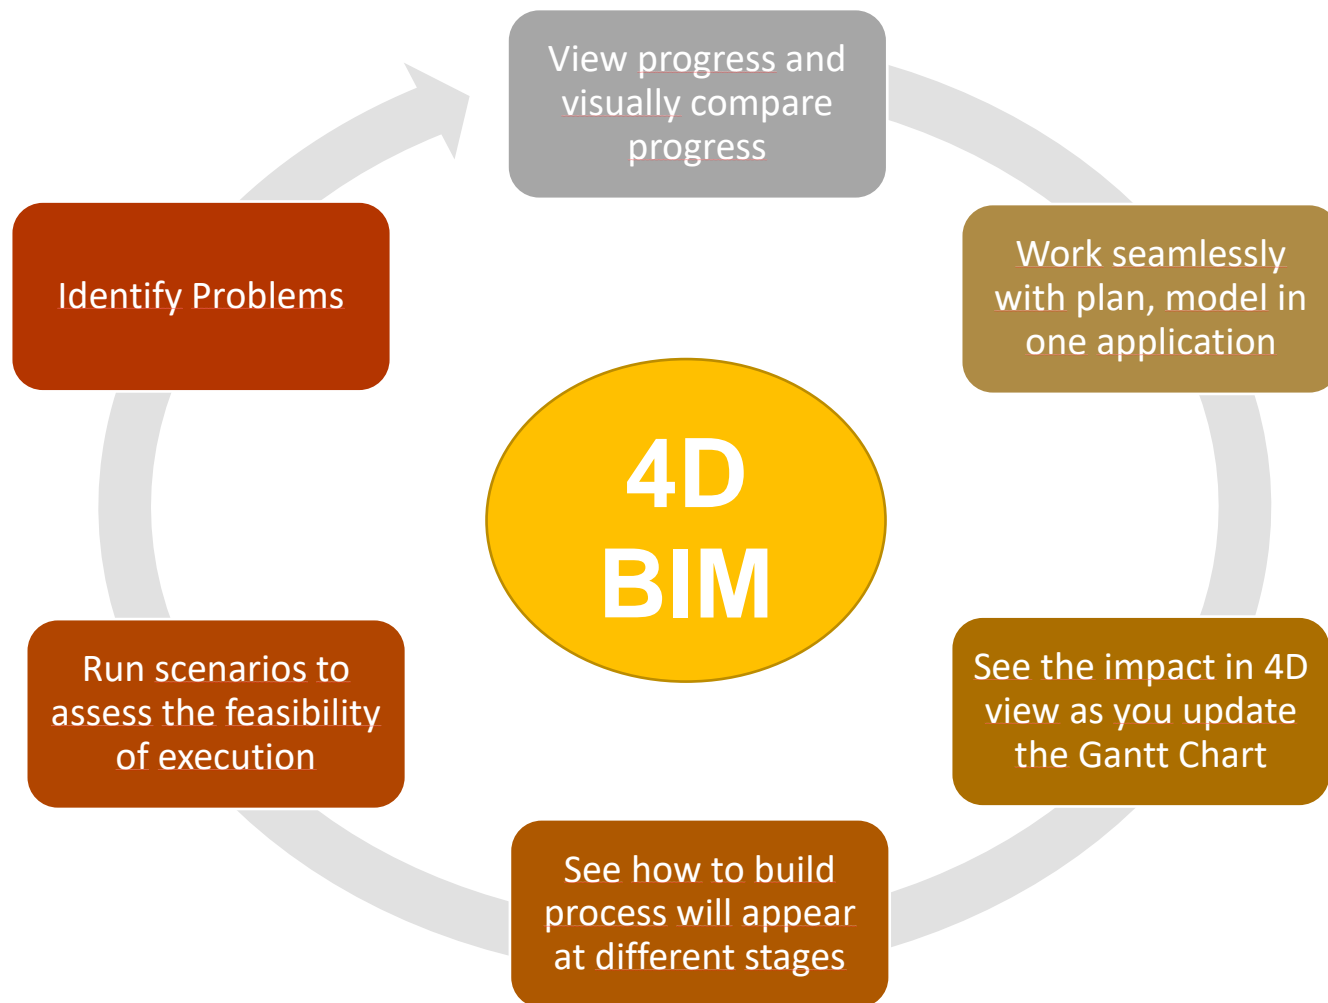 View progress and
visually compare
progress
Work seamlessly
with plan, model in
one application
See the impact in 4D
view as you update
the Gantt Chart
See how to build
process will appear
at different stages
Run scenarios to
assess the feasibility
of execution
Identify Problems
4D
BIM